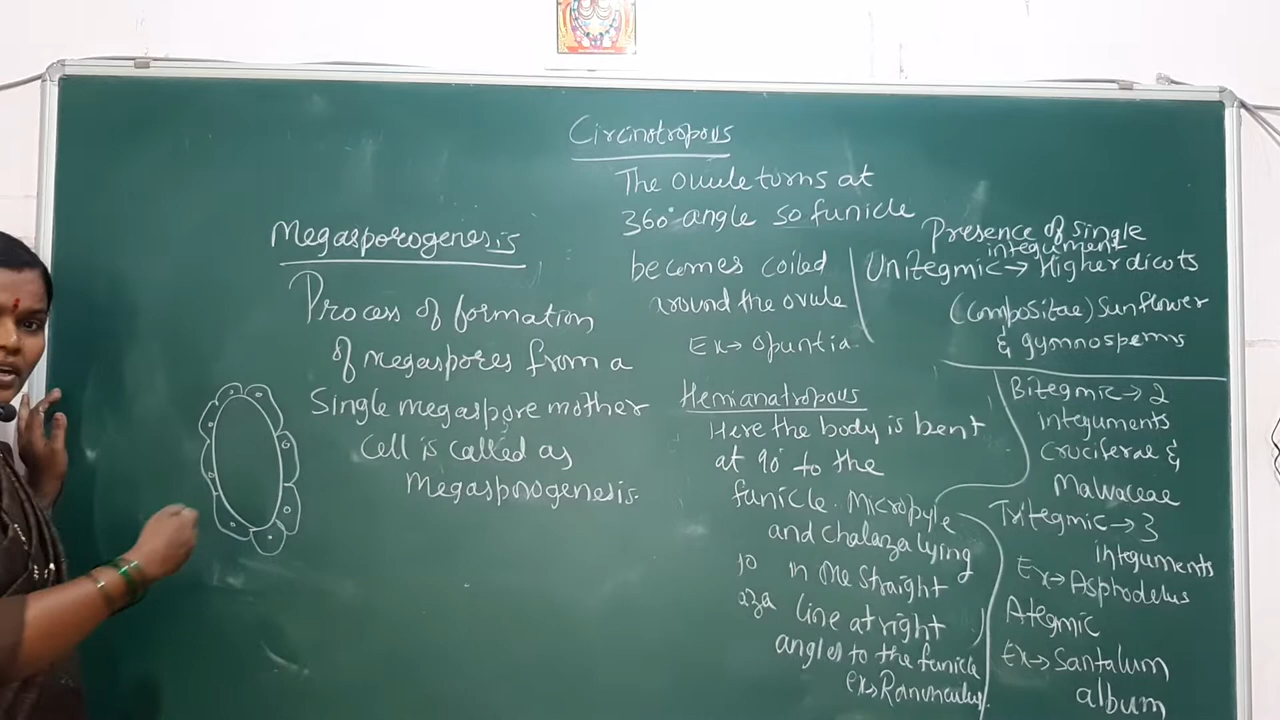 Circinotropous
The Ovule turns at
360° angle so funicle
becomes coiled
around the ovule
Ex→ Opuntia
Megasporogenesis
Process of formation
of megaspores from a
Single megaspore mother
Cell is called as
Megasporogenesis.
Presence of single
integument
Unitegmic → Higher dicots
(Compositae) Sunflower
& gymnosperms
Hemianatropous
Here the body is bent
at 90° to the
funicle. Micropyle
and chalaza lying
in one straight
line at right
angles to the funicle
ex→ Ranunculus.
Bitegmic → 2
integuments
cruciferae &
Malvaceae
Tritegmic → 3
integuments
Ex→ Asphodelus
Ategmic
Ex→ Santalum
album